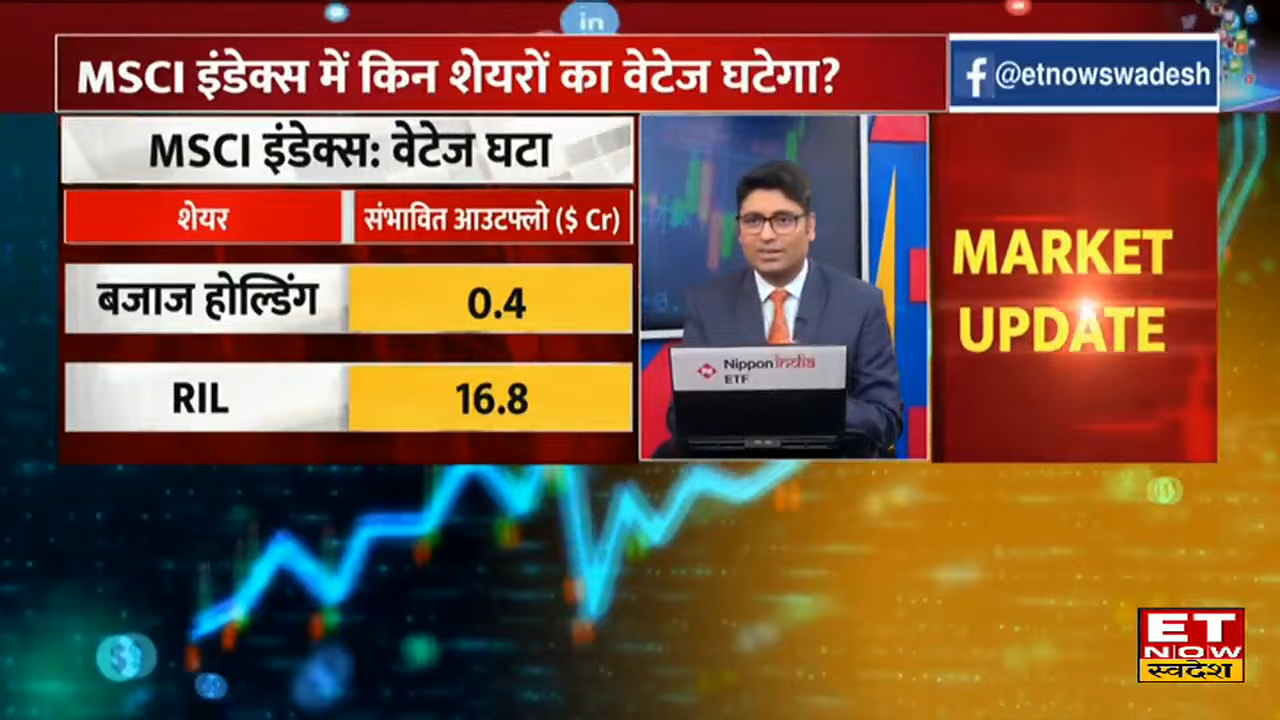 in
MSCI इंडेक्स में किन शेयरों का वेटेज घटेगा?
f @etnowswadesh
MSCI इंडेक्स: वेटेज घटा
शेयर
संभावित आउटफ्लो ($ Cr)
बजाज होल्डिंग
0.4
RIL
16.8
Nippon india
ETF
MARKET
UPDATE
ET
NOW
स्वदेश